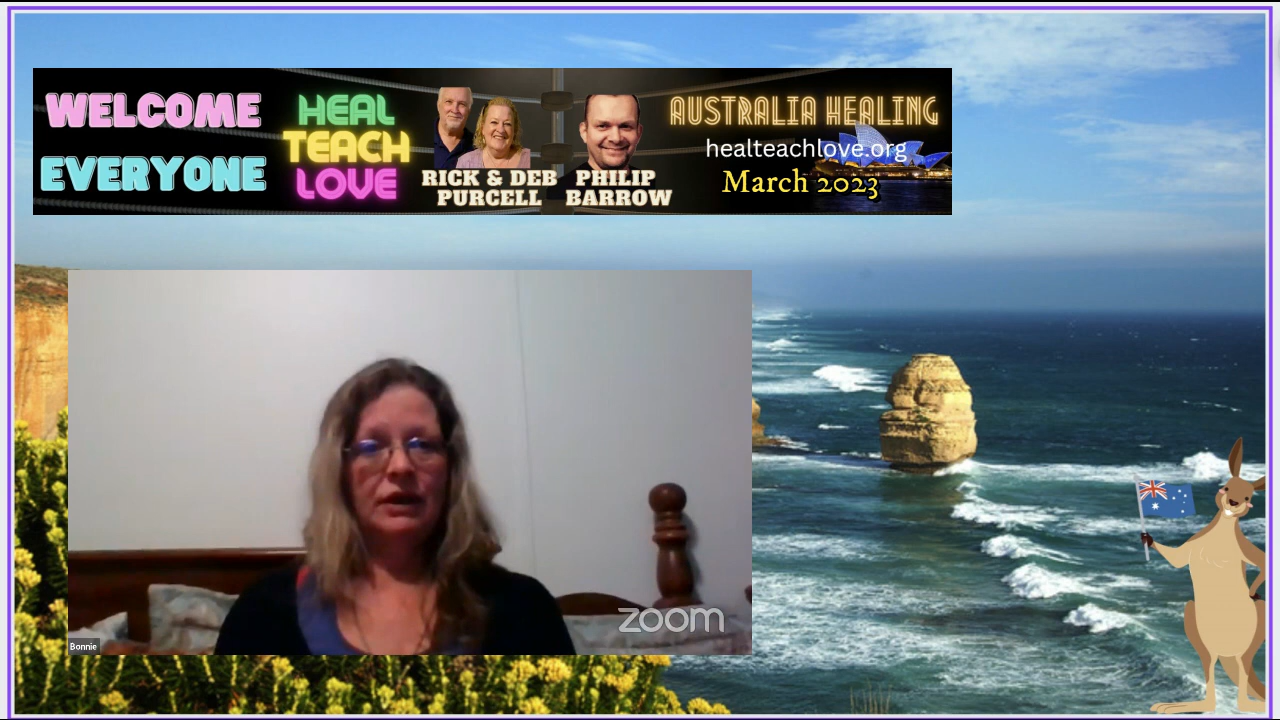 WELCOME
EVERYONE
HEAL
TEACH
LOVE
RICK & DEB
PURCELL
PHILIP
BARROW
AUSTRALIA HEALING
healteachlove.org
March 2023
zoom
Bonnie